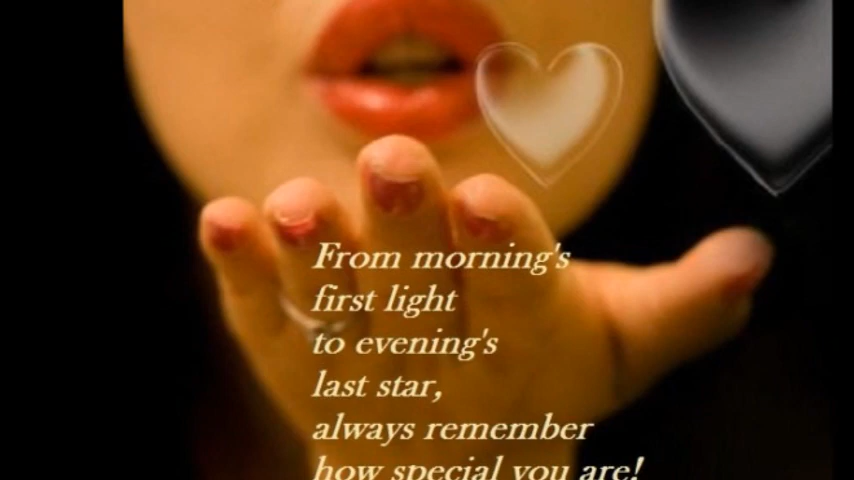 From morning's
first light
to evening's
last star,
always remember
how special you are!